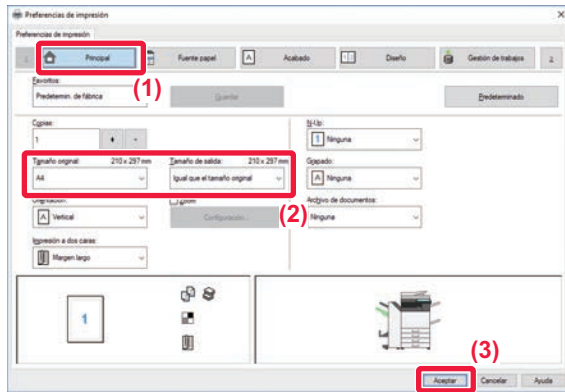 Preferencias de impresión
Preferencias de impresión
Principal
Fuente papel
Acabado
Diseño
Gestión de trabajos
(1)
Favoritos:
Predetermin. de fábrica
Guardar
Predeterminado
Copias:
1
+ -
N-Up:
1 Ninguna
Tamaño original: 210 x 297 mm
A4
Tamaño de salida: 210 x 297 mm
Igual que el tamaño original
Grapado:
A Ninguna
(2)
Orientación:
A Vertical
Zoom
Configuración...
Archivo de documentos:
Ninguna
Impresión a dos caras:
Margen largo
1
(3)
Aceptar
Cancelar
Ayuda